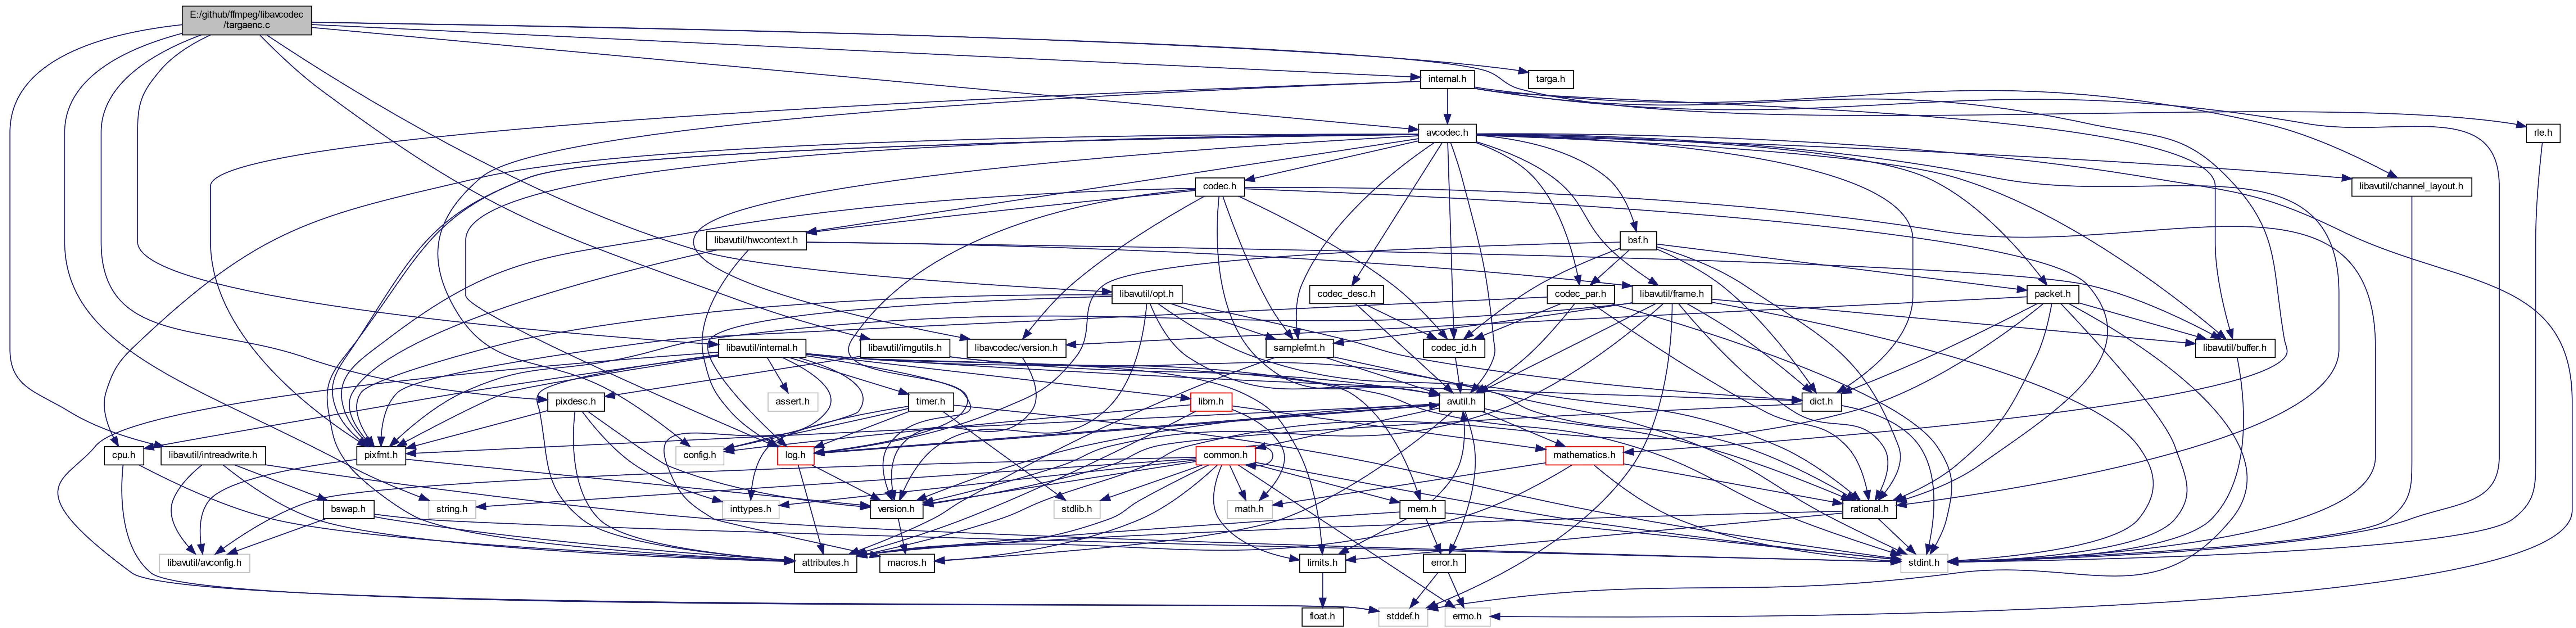 E:/github/ffmpeg/libavcodec
/targaenc.c
internal.h
targa.h
avcodec.h
rle.h
codec.h
libavutil/channel_layout.h
libavutil/hwcontext.h
bsf.h
libavutil/opt.h
codec_desc.h
codec_par.h
libavutil/frame.h
packet.h
libavutil/internal.h
libavutil/imgutils.h
libavcodec/version.h
samplefmt.h
codec_id.h
libavutil/buffer.h
assert.h
pixdesc.h
timer.h
libm.h
avutil.h
dict.h
cpu.h
libavutil/intreadwrite.h
pixfmt.h
config.h
log.h
common.h
mathematics.h
string.h
bswap.h
inttypes.h
version.h
stdlib.h
math.h
mem.h
rational.h
libavutil/avconfig.h
attributes.h
macros.h
limits.h
error.h
stdint.h
float.h
stddef.h
errno.h